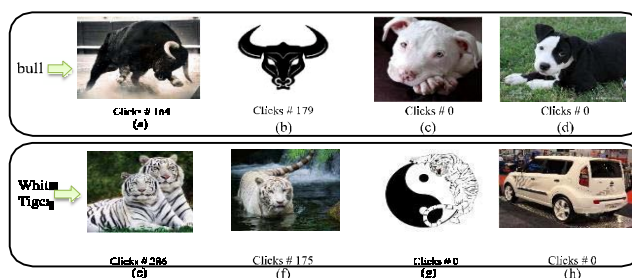 bull
Clicks # 164
Clicks # 179
Clicks # 0
Clicks # 0
(a)
(b)
(c)
(d)
White
Tiger
Clicks # 286
Clicks # 175
Clicks # 0
Clicks # 0
(e)
(f)
(g)
(h)